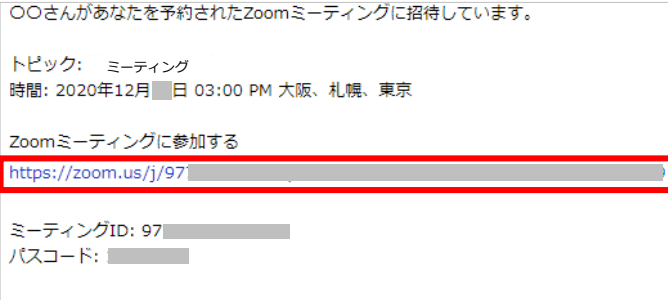 〇〇さんがあなたを予約されたZoomミーティングに招待しています。
トピック: ミーティング
時間: 2020年12月 日 03:00 PM 大阪、札幌、東京
Zoomミーティングに参加する
https://zoom.us/j/97
ミーティングID: 97
パスコード: